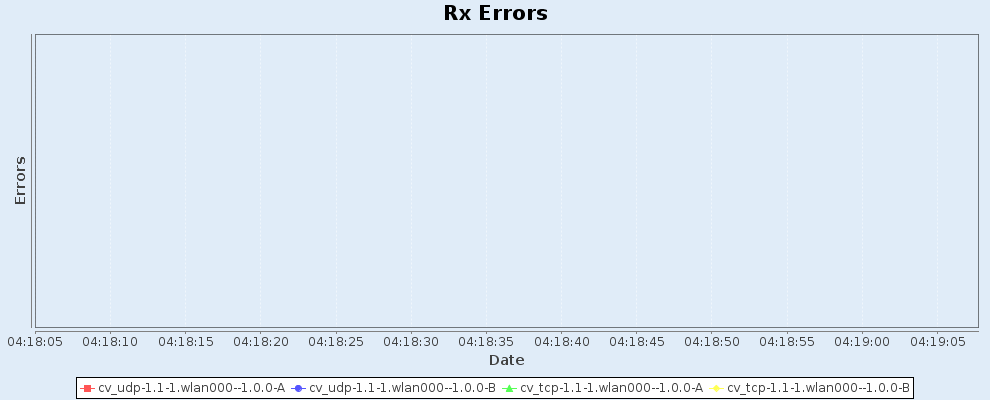 Rx Errors
Errors
04:18:05 04:18:10 04:18:15 04:18:20 04:18:25 04:18:30 04:18:35 04:18:40 04:18:45 04:18:50 04:18:55 04:19:00 04:19:05
Date
cv_udp-1.1-1.wlan000--1.0.0-A cv_udp-1.1-1.wlan000--1.0.0-B cv_tcp-1.1-1.wlan000--1.0.0-A cv_tcp-1.1-1.wlan000--1.0.0-B